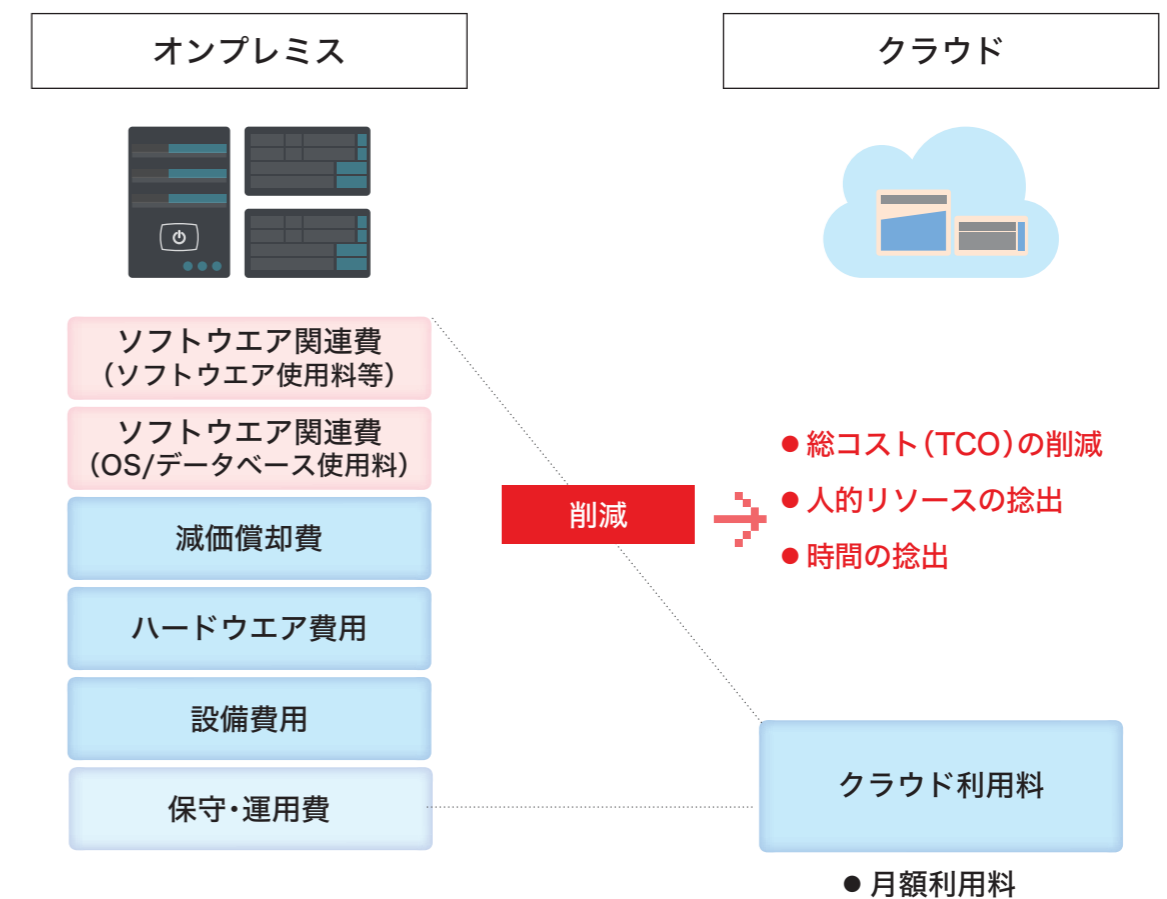 オンプレミス
クラウド
ソフトウエア関連費
（ソフトウエア使用料等）
ソフトウエア関連費
（OS/データベース使用料）
減価償却費
ハードウエア費用
設備費用
保守・運用費
削減
● 総コスト（TCO）の削減
● 人的リソースの捻出
● 時間の捻出
クラウド利用料
● 月額利用料